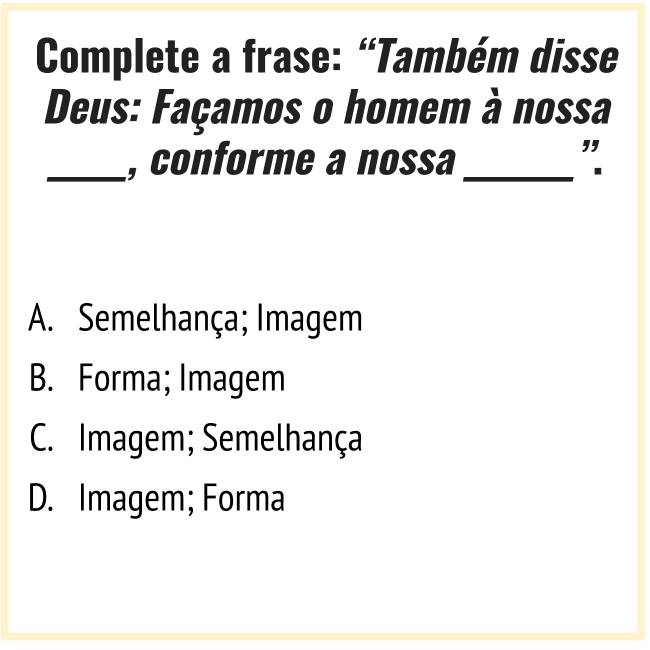 Complete a frase: “Também disse
Deus: Façamos o homem à nossa
____, conforme a nossa _____”.
A. Semelhança; Imagem
B. Forma; Imagem
C. Imagem; Semelhança
D. Imagem; Forma